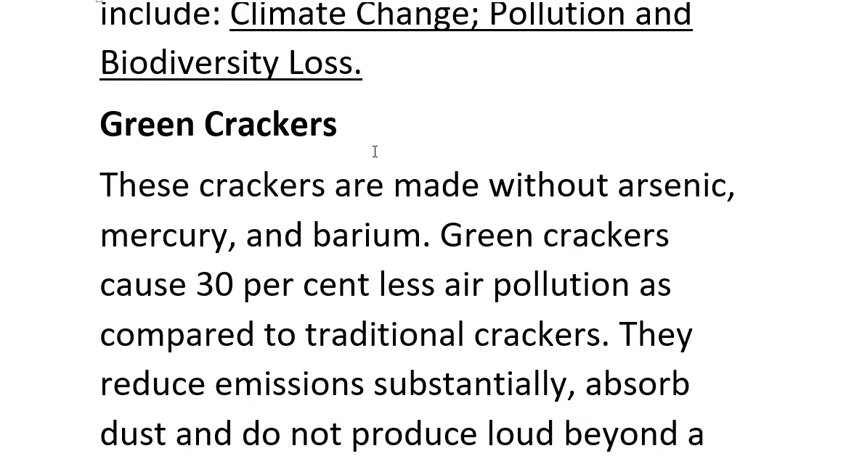 include: Climate Change; Pollution and
Biodiversity Loss.
Green Crackers
These crackers are made without arsenic,
mercury, and barium. Green crackers
cause 30 per cent less air pollution as
compared to traditional crackers. They
reduce emissions substantially, absorb
dust and do not produce loud beyond a